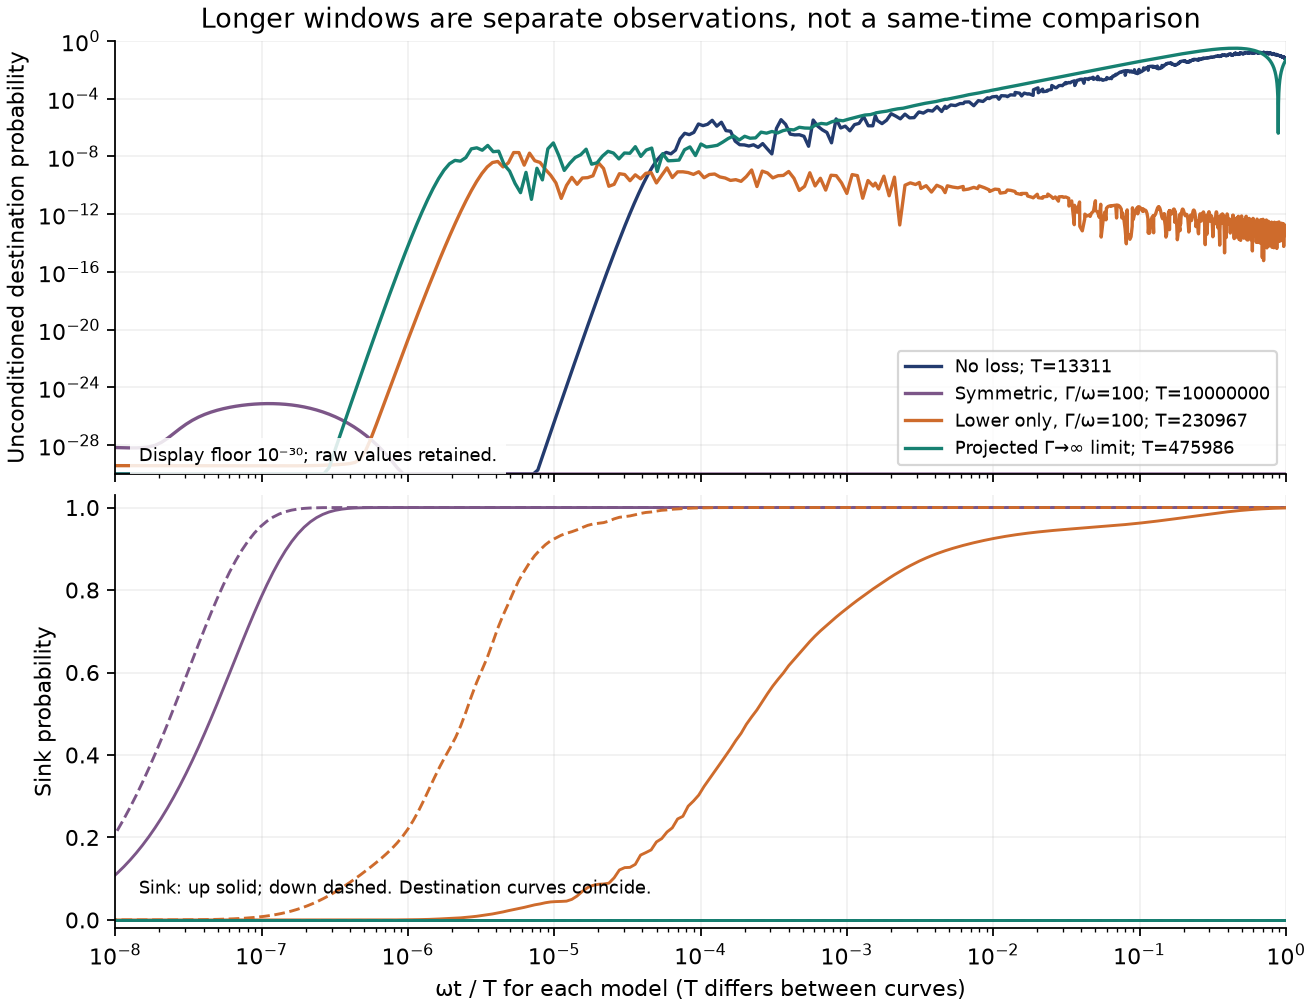 Longer windows are separate observations, not a same-time comparison
Unconditioned destination probability
10⁰
10⁻⁴
10⁻⁸
10⁻¹²
10⁻¹⁶
10⁻²⁰
10⁻²⁴
10⁻²⁸
No loss; T=13311
Symmetric, Γ/ω=100; T=10000000
Lower only, Γ/ω=100; T=230967
Projected Γ→∞ limit; T=475986
Display floor 10⁻³⁰; raw values retained.
Sink probability
1.0
0.8
0.6
0.4
0.2
0.0
Sink: up solid; down dashed. Destination curves coincide.
10⁻⁸ 10⁻⁷ 10⁻⁶ 10⁻⁵ 10⁻⁴ 10⁻³ 10⁻² 10⁻¹ 10⁰
ωt / T for each model (T differs between curves)